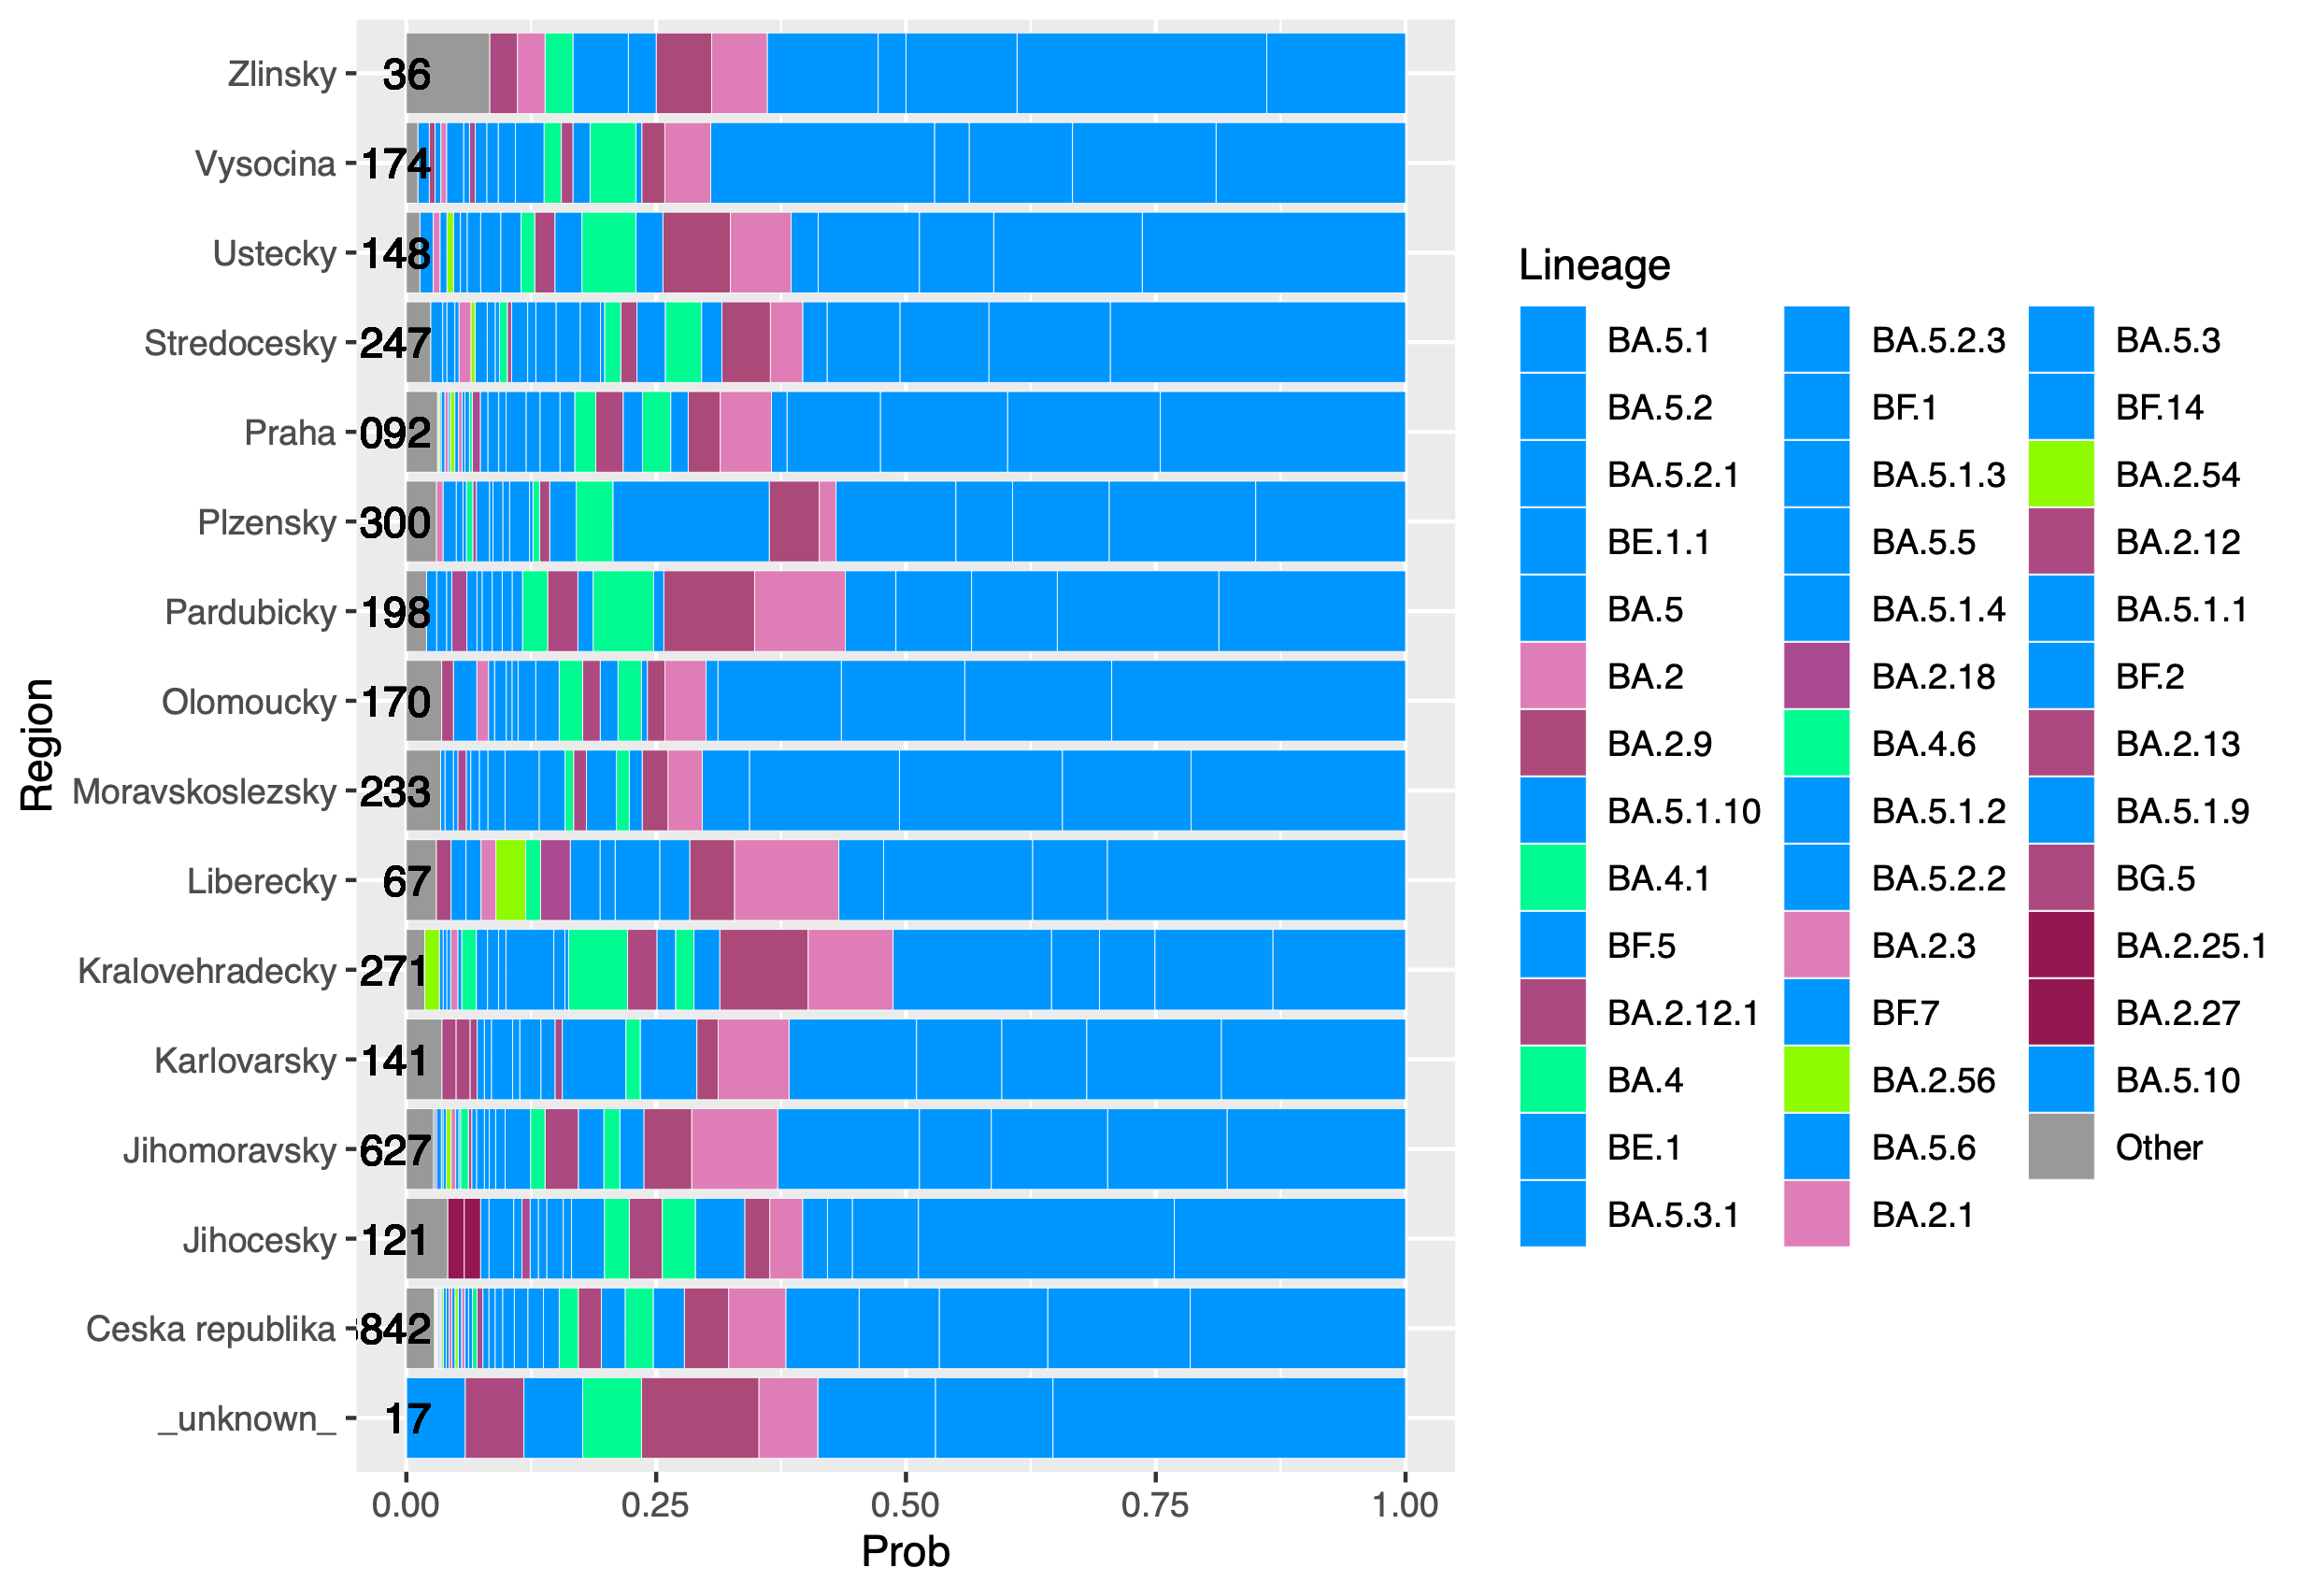 Zlinsky 36
Vysocina 174
Ustecky 148
Stredocesky 247
Praha 092
Plzensky 300
Pardubicky 198
Olomoucky 170
Moravskoslezsky 233
Liberecky 67
Kralovehradecky 271
Karlovarsky 141
Jihomoravsky 627
Jihocesky 121
Ceska republika 842
_unknown_ 17
Region
0.00 0.25 0.50 0.75 1.00
Prob
Lineage
BA.5.1 BA.5.2.3 BA.5.3
BA.5.2 BF.1 BF.14
BA.5.2.1 BA.5.1.3 BA.2.54
BE.1.1 BA.5.5 BA.2.12
BA.5 BA.5.1.4 BA.5.1.1
BA.2 BA.2.18 BF.2
BA.2.9 BA.4.6 BA.2.13
BA.5.1.10 BA.5.1.2 BA.5.1.9
BA.4.1 BA.5.2.2 BG.5
BF.5 BA.2.3 BA.2.25.1
BA.2.12.1 BF.7 BA.2.27
BA.4 BA.2.56 BA.5.10
BE.1 BA.5.6 Other
BA.5.3.1 BA.2.1